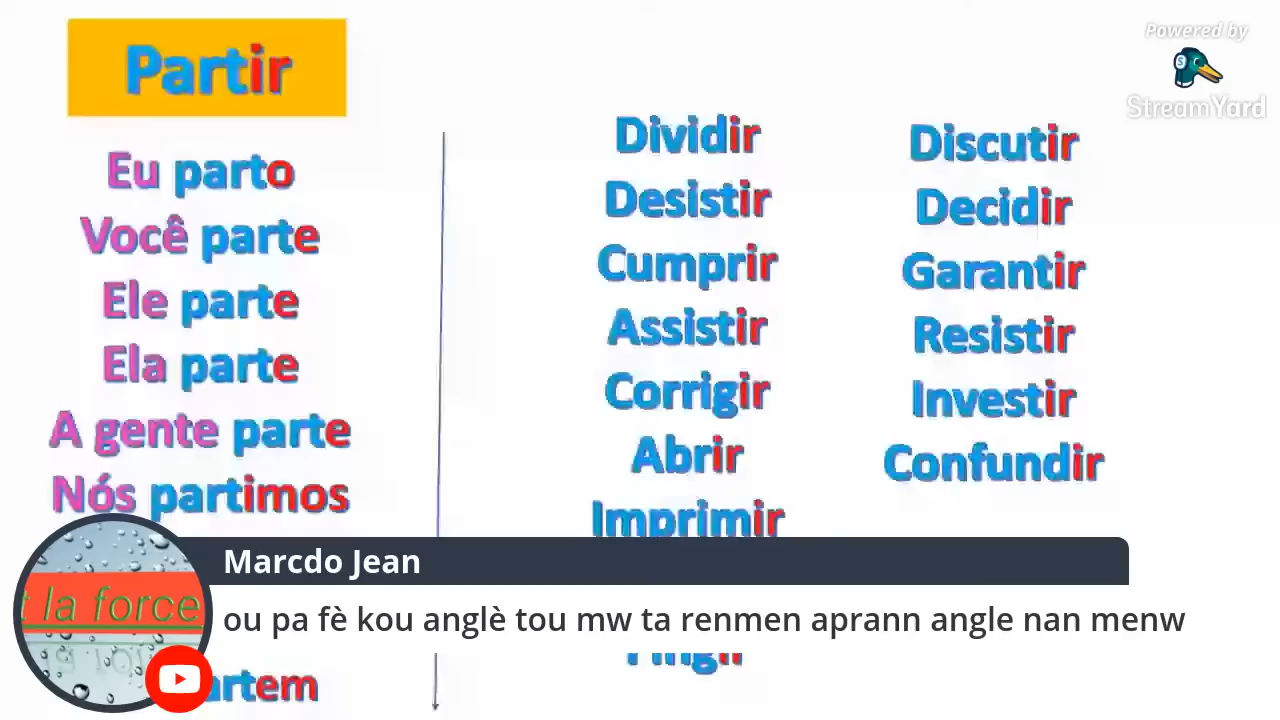 Partir
Eu parto
Você parte
Ele parte
Ela parte
A gente parte
Nós partimos
Dividir
Desistir
Cumprir
Assistir
Corrigir
Abrir
Imprimir
Discutir
Decidir
Garantir
Resistir
Investir
Confundir
Powered by
StreamYard
Marcdo Jean
ou pa fè kou anglè tou mw ta renmen aprann angle nan menw
t la force